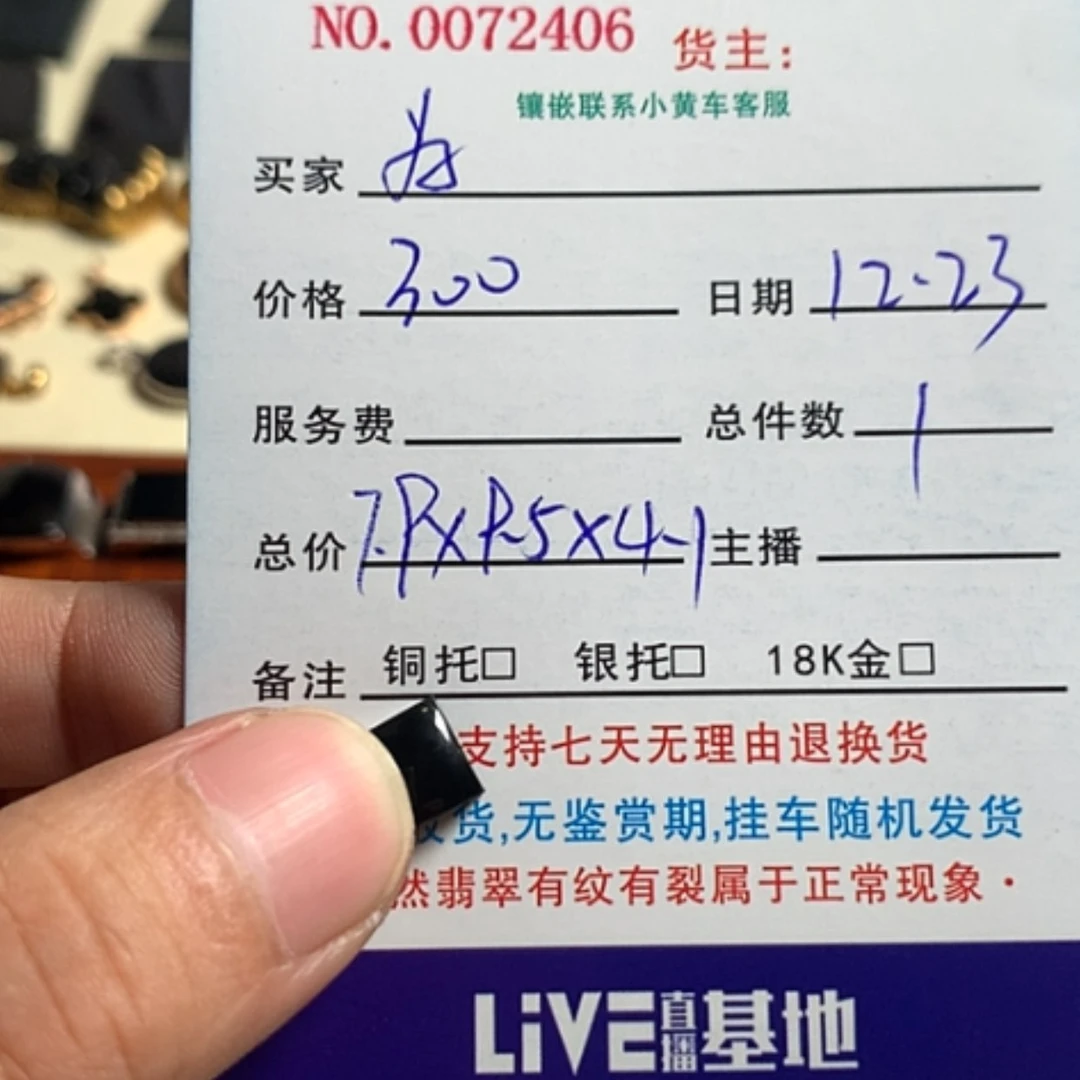 NO. 0072406 货主：
镶嵌联系小黄车客服
买家
价格 300 日期 12.23
服务费 总件数 1
总价 主播
备注 铜托□ 银托□ 18K金□
支持七天无理由退换货
货,无鉴赏期,挂车随机发货
然翡翠有纹有裂属于正常现象·
LiVE直播基地